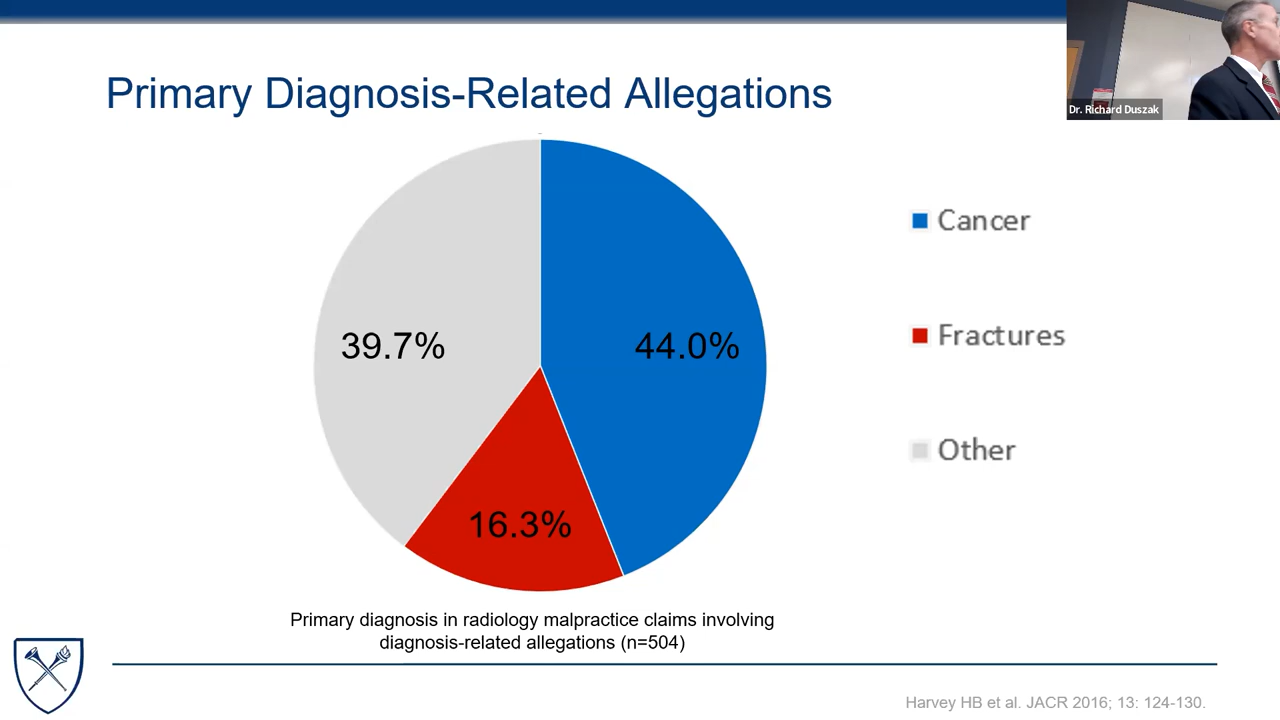 Primary Diagnosis-Related Allegations
Dr. Richard Duszak
Cancer
Fractures
Other
39.7%
44.0%
16.3%
Primary diagnosis in radiology malpractice claims involving
diagnosis-related allegations (n=504)
Harvey HB et al. JACR 2016; 13: 124-130.